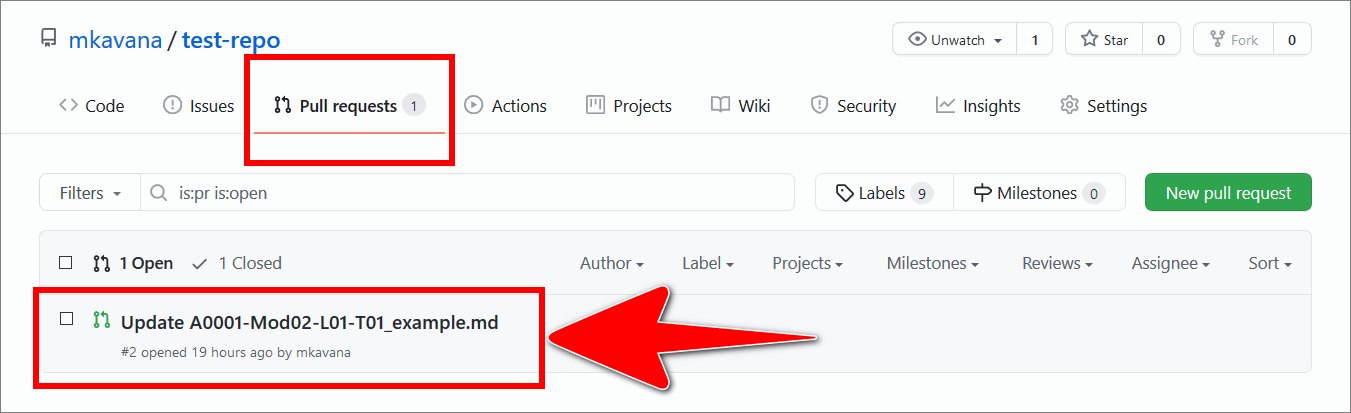 mkavana / test-repo
Unwatch 1 Star 0 Fork 0
Code Issues Pull requests 1 Actions Projects Wiki Security Insights Settings
Filters is:pr is:open Labels 9 Milestones 0 New pull request
1 Open 1 Closed Author Label Projects Milestones Reviews Assignee Sort
Update A0001-Mod02-L01-T01_example.md
#2 opened 19 hours ago by mkavana